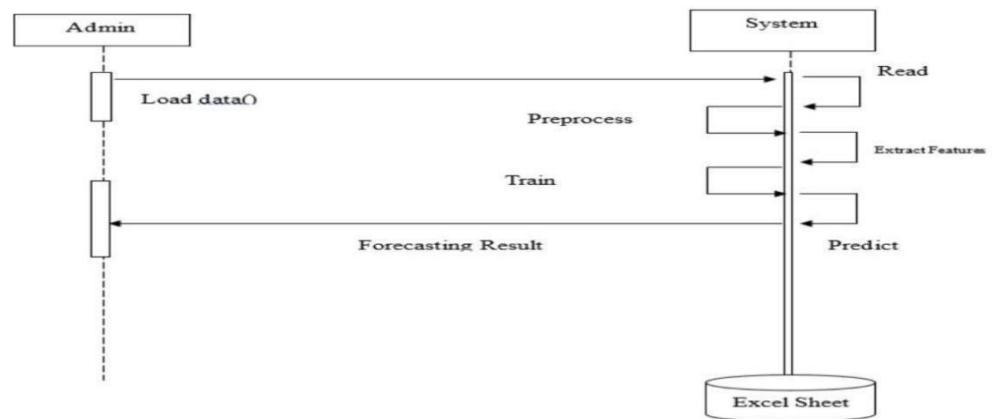 Admin
System
Read
Load data()
Preprocess
Extract Features
Train
Forecasting Result
Predict
Excel Sheet